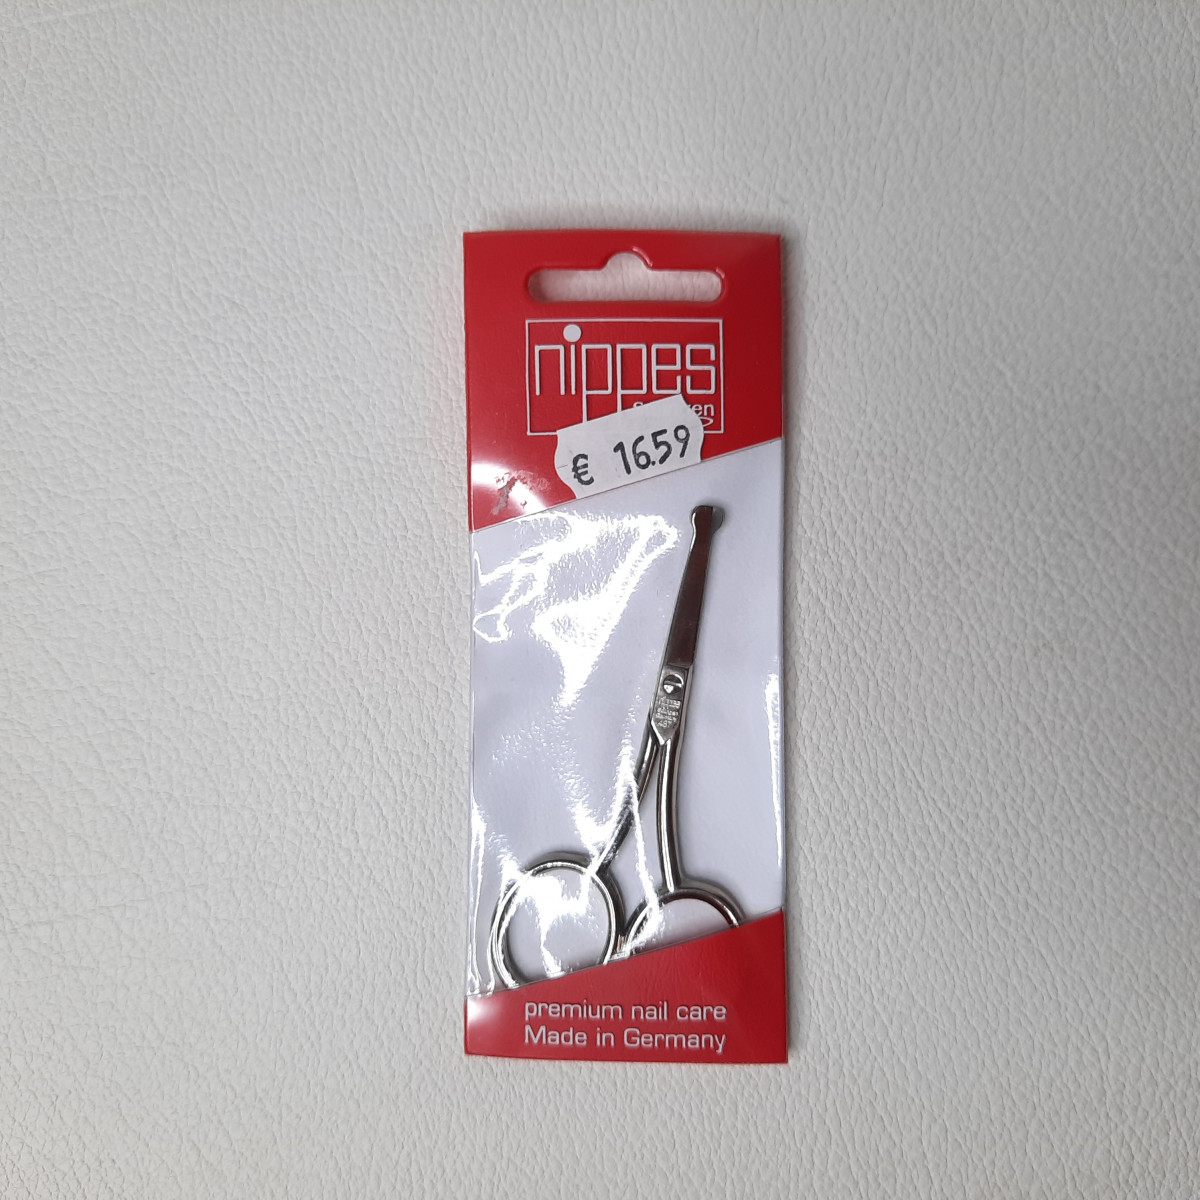 nippes
€ 16.59
premium nail care
Made in Germany